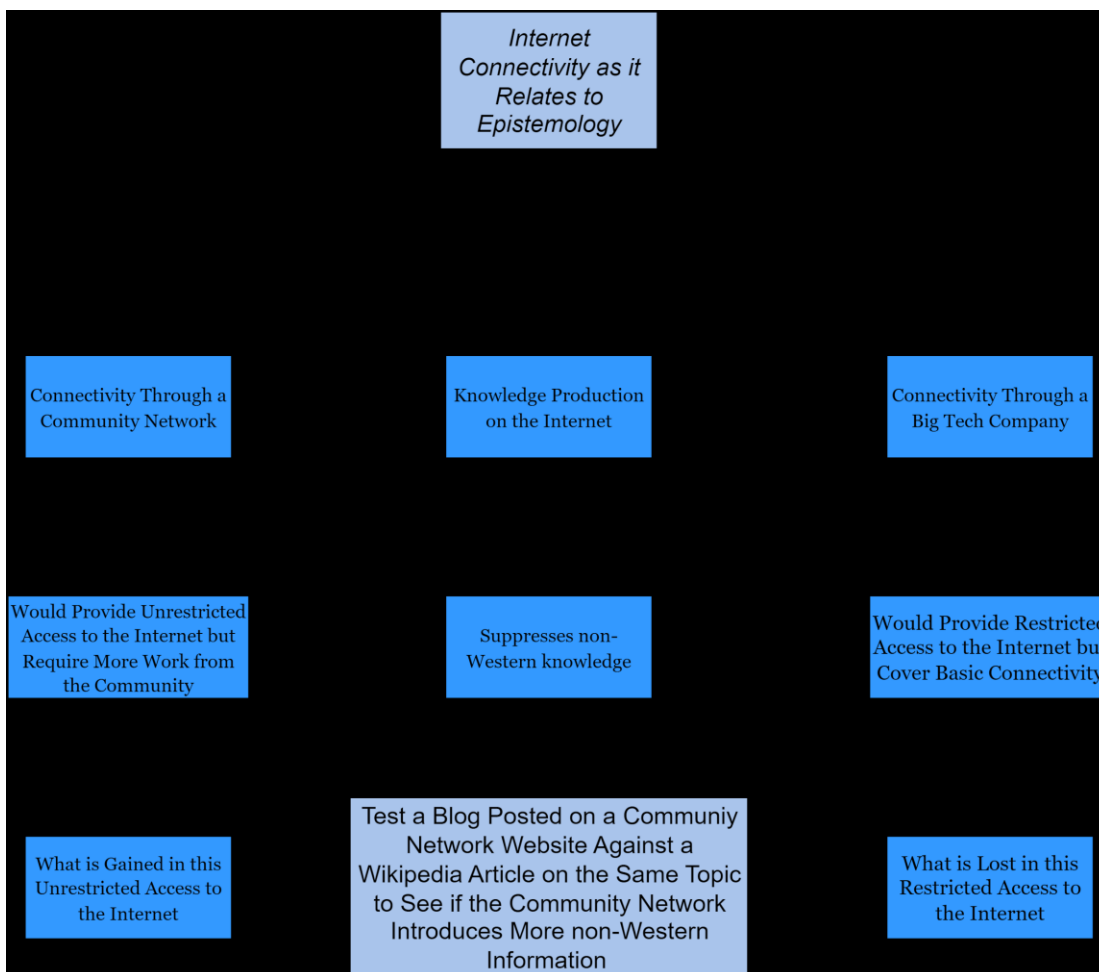 Internet
Connectivity as it
Relates to
Epistemology
Connectivity Through a
Community Network
Knowledge Production
on the Internet
Connectivity Through a
Big Tech Company
Would Provide Unrestricted
Access to the Internet but
Require More Work from
the Community
Suppresses non-
Western knowledge
Would Provide Restricted
Access to the Internet but
Cover Basic Connectivity
What is Gained in this
Unrestricted Access to
the Internet
Test a Blog Posted on a Communiy
Network Website Against a
Wikipedia Article on the Same Topic
to See if the Community Network
Introduces More non-Western
Information
What is Lost in this
Restricted Access to
the Internet